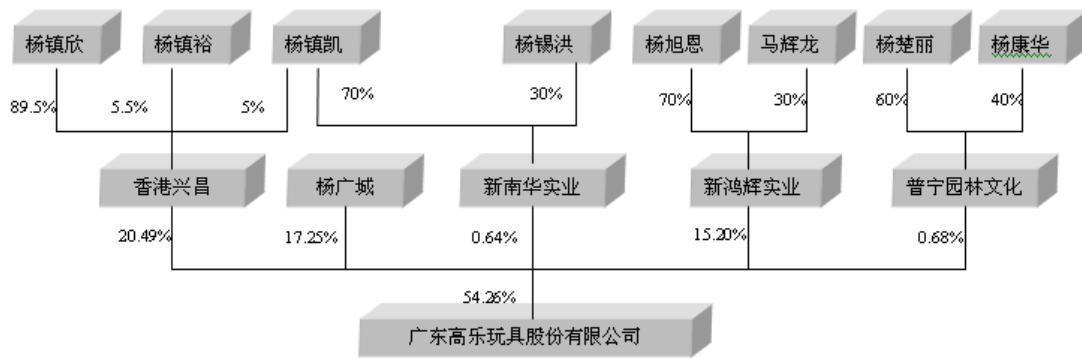 杨镇欣 杨镇裕 杨镇凯 杨锡洪 杨旭恩 马辉龙 杨楚丽 杨康华
89.5% 5.5% 5% 70% 30% 70% 30% 60% 40%
香港兴昌 杨广城 新南华实业 新鸿辉实业 普宁园林文化
20.49% 17.25% 0.64% 15.20% 0.68%
54.26%
广东高乐玩具股份有限公司